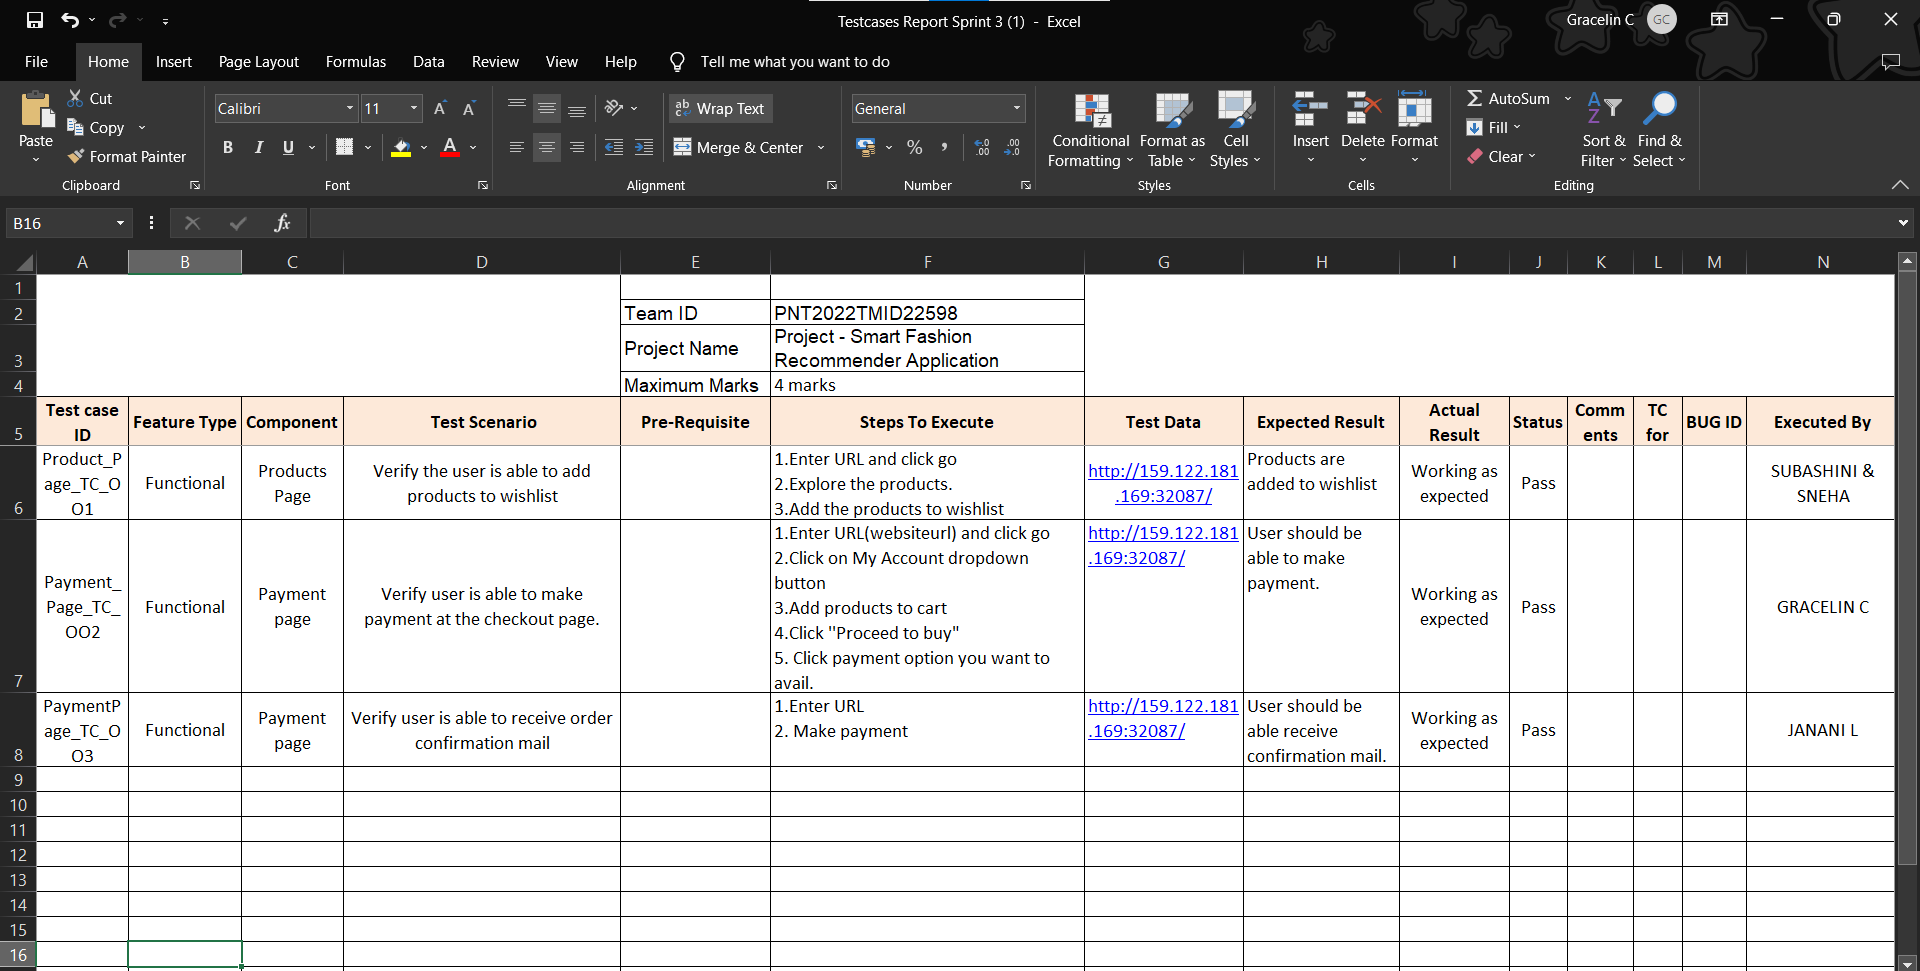 Testcases Report Sprint 3 (1) - Excel
Gracelin C GC
File Home Insert Page Layout Formulas Data Review View Help Tell me what you want to do
Paste
Cut
Copy
Format Painter
Clipboard
Calibri 11
B I U
Font
Wrap Text
Merge & Center
Alignment
General
Number
Conditional Formatting
Format as Table
Cell Styles
Styles
Insert Delete Format
Cells
AutoSum
Fill
Clear
Sort & Filter
Find & Select
Editing
B16 fx
A B C D E F G H I J K L M N
1
2 Team ID PNT2022TMID22598
3 Project Name Project - Smart Fashion
Recommender Application
4 Maximum Marks 4 marks
5 Test case ID Feature Type Component Test Scenario Pre-Requisite Steps To Execute Test Data Expected Result Actual Result Status Comm ents TC for BUG ID Executed By
6
Product_P
age_TC_O
O1
Functional
Products
Page
Verify the user is able to add
products to wishlist
1.Enter URL and click go
2.Explore the products.
3.Add the products to wishlist
http://159.122.181
.169:32087/
Products are
added to wishlist
Working as
expected
Pass
SUBASHINI &
SNEHA
7
Payment_
Page_TC_
OO2
Functional
Payment
page
Verify user is able to make
payment at the checkout page.
1.Enter URL(websiteurl) and click go
2.Click on My Account dropdown
button
3.Add products to cart
4.Click "Proceed to buy"
5. Click payment option you want to
avail.
http://159.122.181
.169:32087/
User should be
able to make
payment.
Working as
expected
Pass
GRACELIN C
8
PaymentP
age_TC_O
O3
Functional
Payment
page
Verify user is able to receive order
confirmation mail
1.Enter URL
2. Make payment
http://159.122.181
.169:32087/
User should be
able receive
confirmation mail.
Working as
expected
Pass
JANANI L
9
10
11
12
13
14
15
16